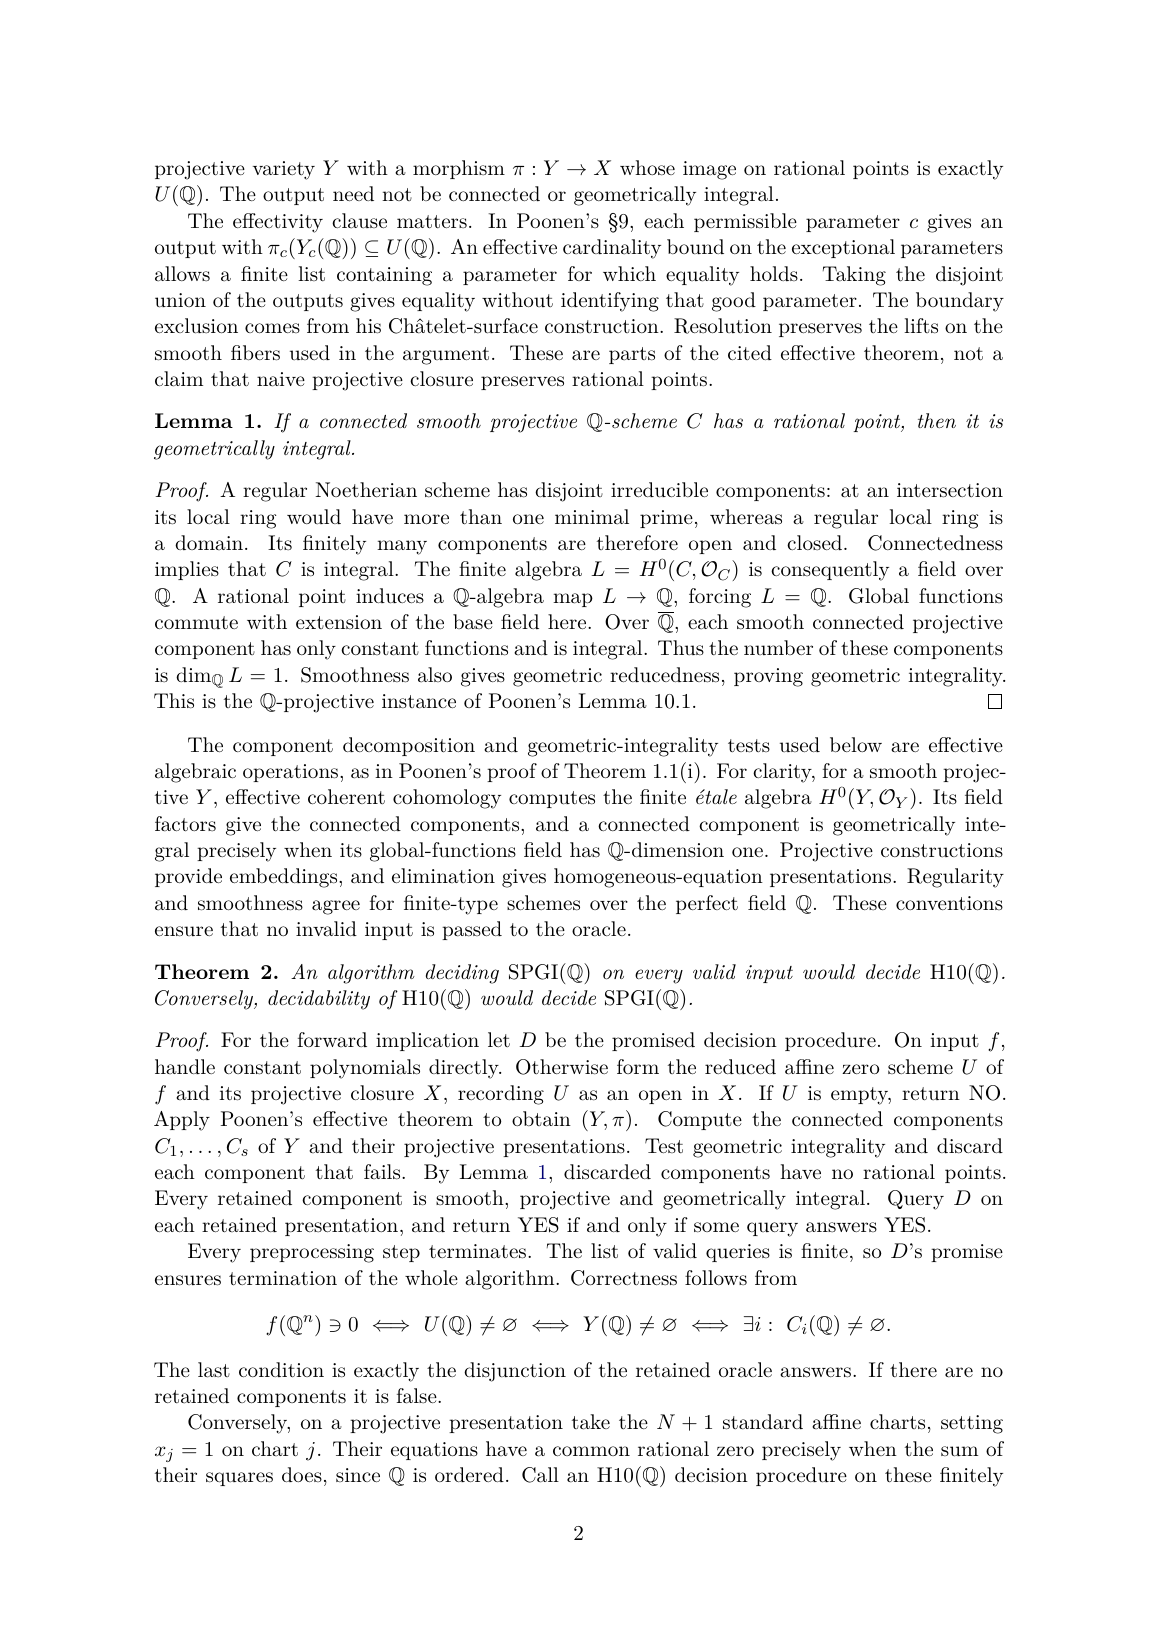 projective variety Y with a morphism π : Y → X whose image on rational points is exactly
U(ℚ). The output need not be connected or geometrically integral.
The effectivity clause matters. In Poonen's §9, each permissible parameter c gives an
output with π_c(Y_c(ℚ)) ⊆ U(ℚ). An effective cardinality bound on the exceptional parameters
allows a finite list containing a parameter for which equality holds. Taking the disjoint
union of the outputs gives equality without identifying that good parameter. The boundary
exclusion comes from his Châtelet-surface construction. Resolution preserves the lifts on the
smooth fibers used in the argument. These are parts of the cited effective theorem, not a
claim that naive projective closure preserves rational points.
Lemma 1. If a connected smooth projective ℚ-scheme C has a rational point, then it is
geometrically integral.
Proof. A regular Noetherian scheme has disjoint irreducible components: at an intersection
its local ring would have more than one minimal prime, whereas a regular local ring is
a domain. Its finitely many components are therefore open and closed. Connectedness
implies that C is integral. The finite algebra L = H⁰(C, 𝒪_C) is consequently a field over
ℚ. A rational point induces a ℚ-algebra map L → ℚ, forcing L = ℚ. Global functions
commute with extension of the base field here. Over ℚ̅, each smooth connected projective
component has only constant functions and is integral. Thus the number of these components
is dim_ℚ L = 1. Smoothness also gives geometric reducedness, proving geometric integrality.
This is the ℚ-projective instance of Poonen's Lemma 10.1. □
The component decomposition and geometric-integrality tests used below are effective
algebraic operations, as in Poonen's proof of Theorem 1.1(i). For clarity, for a smooth projec-
tive Y, effective coherent cohomology computes the finite étale algebra H⁰(Y, 𝒪_Y). Its field
factors give the connected components, and a connected component is geometrically inte-
gral precisely when its global-functions field has ℚ-dimension one. Projective constructions
provide embeddings, and elimination gives homogeneous-equation presentations. Regularity
and smoothness agree for finite-type schemes over the perfect field ℚ. These conventions
ensure that no invalid input is passed to the oracle.
Theorem 2. An algorithm deciding SPGI(ℚ) on every valid input would decide H10(ℚ).
Conversely, decidability of H10(ℚ) would decide SPGI(ℚ).
Proof. For the forward implication let D be the promised decision procedure. On input f,
handle constant polynomials directly. Otherwise form the reduced affine zero scheme U of
f and its projective closure X, recording U as an open in X. If U is empty, return NO.
Apply Poonen's effective theorem to obtain (Y, π). Compute the connected components
C₁, . . . , C_s of Y and their projective presentations. Test geometric integrality and discard
each component that fails. By Lemma 1, discarded components have no rational points.
Every retained component is smooth, projective and geometrically integral. Query D on
each retained presentation, and return YES if and only if some query answers YES.
Every preprocessing step terminates. The list of valid queries is finite, so D's promise
ensures termination of the whole algorithm. Correctness follows from
f(ℚⁿ) ∋ 0 ⟺ U(ℚ) ≠ ∅ ⟺ Y(ℚ) ≠ ∅ ⟺ ∃i : C_i(ℚ) ≠ ∅.
The last condition is exactly the disjunction of the retained oracle answers. If there are no
retained components it is false.
Conversely, on a projective presentation take the N + 1 standard affine charts, setting
x_j = 1 on chart j. Their equations have a common rational zero precisely when the sum of
their squares does, since ℚ is ordered. Call an H10(ℚ) decision procedure on these finitely
2